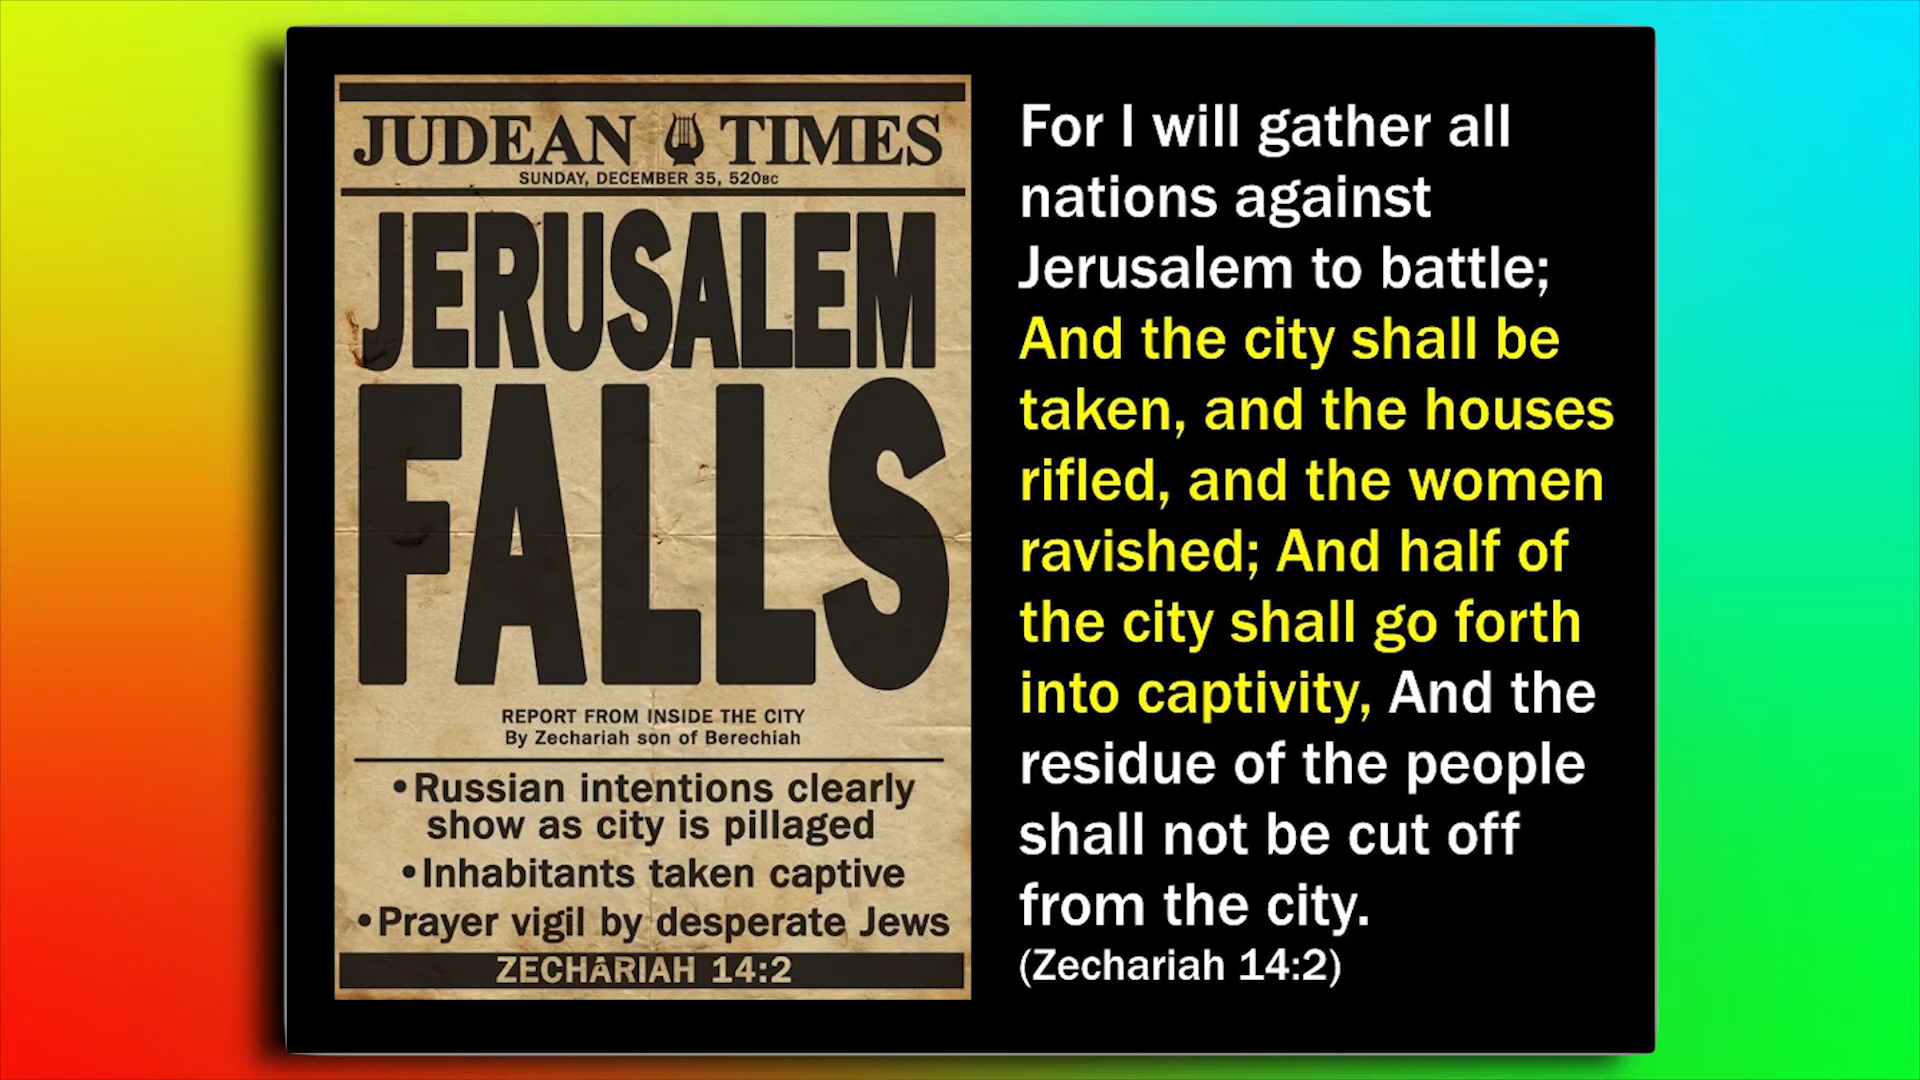 JUDEAN TIMES
SUNDAY, DECEMBER 35, 520BC
JERUSALEM
FALLS
REPORT FROM INSIDE THE CITY
By Zechariah son of Berechiah
•Russian intentions clearly
show as city is pillaged
•Inhabitants taken captive
•Prayer vigil by desperate Jews
ZECHARIAH 14:2
For I will gather all
nations against
Jerusalem to battle;
And the city shall be
taken, and the houses
rifled, and the women
ravished; And half of
the city shall go forth
into captivity, And the
residue of the people
shall not be cut off
from the city.
(Zechariah 14:2)